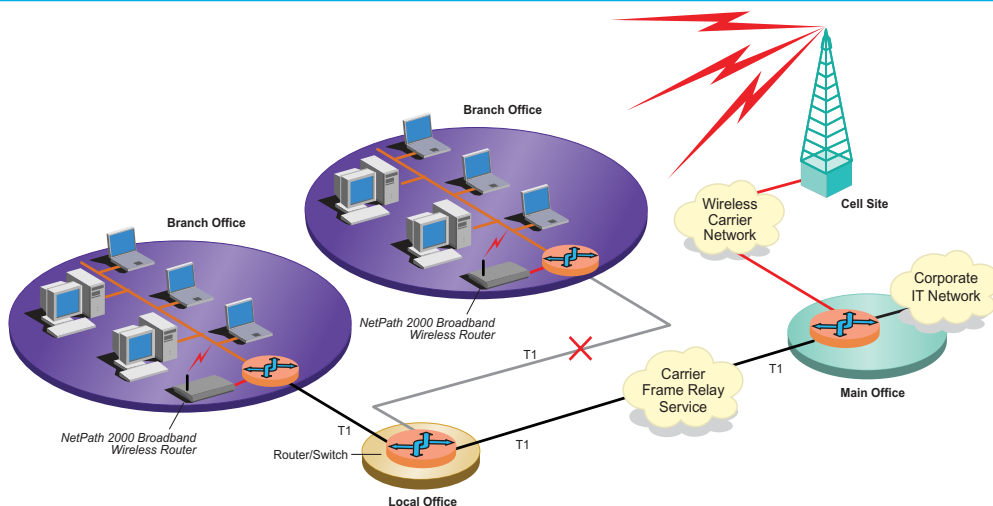 Branch Office
Branch Office
Cell Site
Wireless
Carrier
Network
Corporate
IT Network
NetPath 2000 Broadband
Wireless Router
T1
Carrier
Frame Relay
Service
T1
Main Office
NetPath 2000 Broadband
Wireless Router
T1
T1
Router/Switch
Local Office